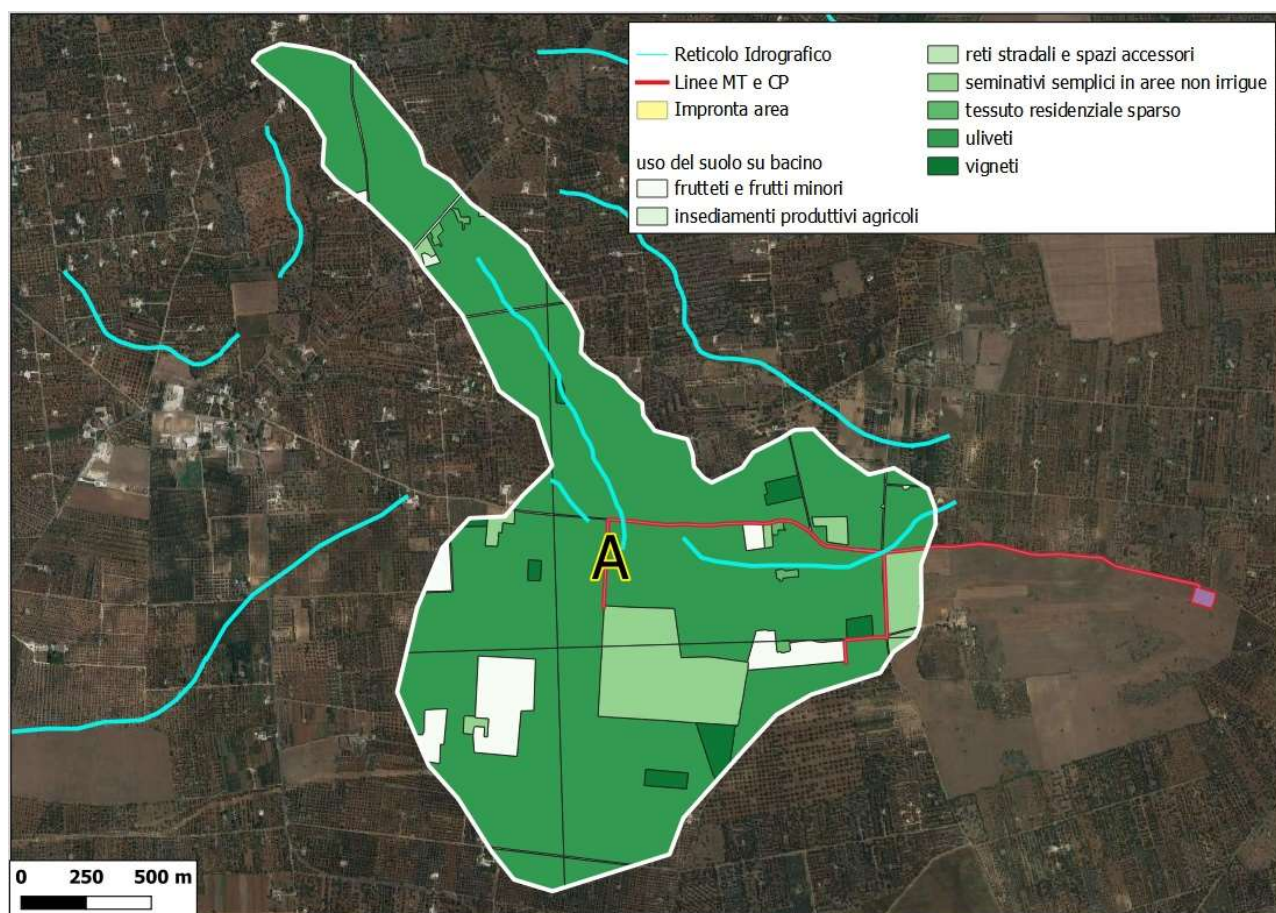 Reticolo Idrografico
Linee MT e CP
Impronta area
uso del suolo su bacino
frutteti e frutti minori
insediamenti produttivi agricoli
reti stradali e spazi accessori
seminativi semplici in aree non irrigue
tessuto residenziale sparso
uliveti
vigneti
A
0 250 500 m